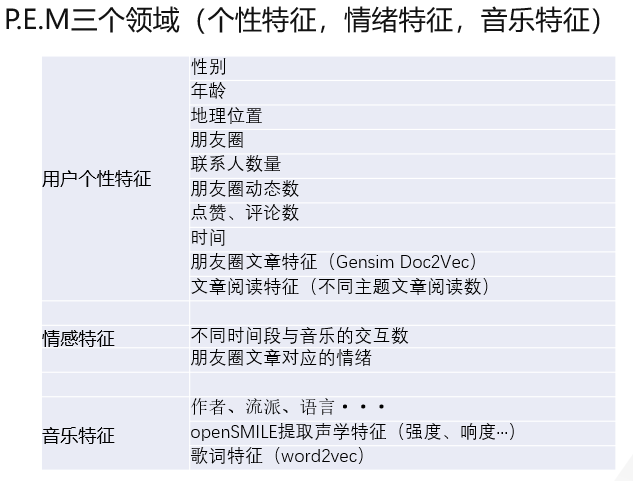 P.E.M三个领域（个性特征，情绪特征，音乐特征）
用户个性特征
性别
年龄
地理位置
朋友圈
联系人数量
朋友圈动态数
点赞、评论数
时间
朋友圈文章特征（Gensim Doc2Vec）
文章阅读特征（不同主题文章阅读数）
情感特征
不同时间段与音乐的交互数
朋友圈文章对应的情绪
音乐特征
作者、流派、语言・・・
openSMILE提取声学特征（强度、响度…）
歌词特征（word2vec）